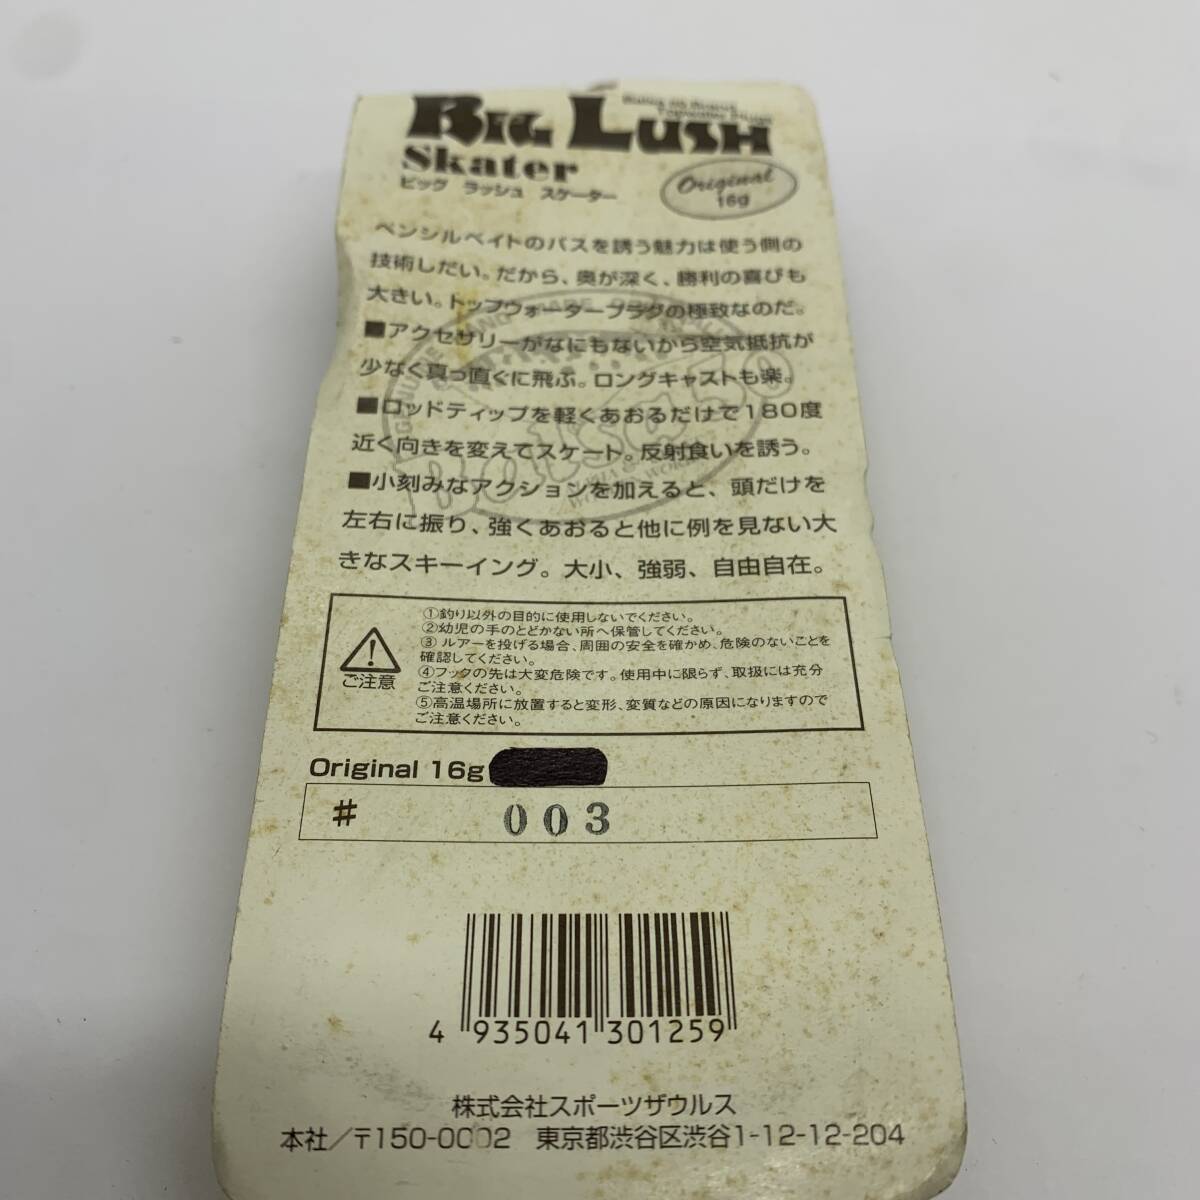 BIG LUSH
Skater
ビッグ ラッシュ スケーター
Original
16g
ペンシルベイトのバスを誘う魅力は使う側の
技術しだい。だから、奥が深く、勝利の喜びも
大きい。トップウォータープラグの極致なのだ。
■アクセサリーがなにもないから空気抵抗が
少なく真っ直ぐに飛ぶ。ロングキャストも楽。
■ロッドティップを軽くあおるだけで180度
近く向きを変えてスケート。反射食いを誘う。
■小刻みなアクションを加えると、頭だけを
左右に振り、強くあおると他に例を見ない大
きなスキーイング。大小、強弱、自由自在。
ご注意
①釣り以外の目的に使用しないでください。
②幼児の手のとどかない所へ保管してください。
③ルアーを投げる場合、周囲の安全を確かめ、危険のないことを
確認してください。
④フックの先は大変危険です。使用中に限らず、取扱には充分
ご注意ください。
⑤高温場所に放置すると変形、変質などの原因になりますので
ご注意ください。
Original 16g
# 003
4 935041 301259
株式会社スポーツザウルス
本社／〒150-0002 東京都渋谷区渋谷1-12-12-204